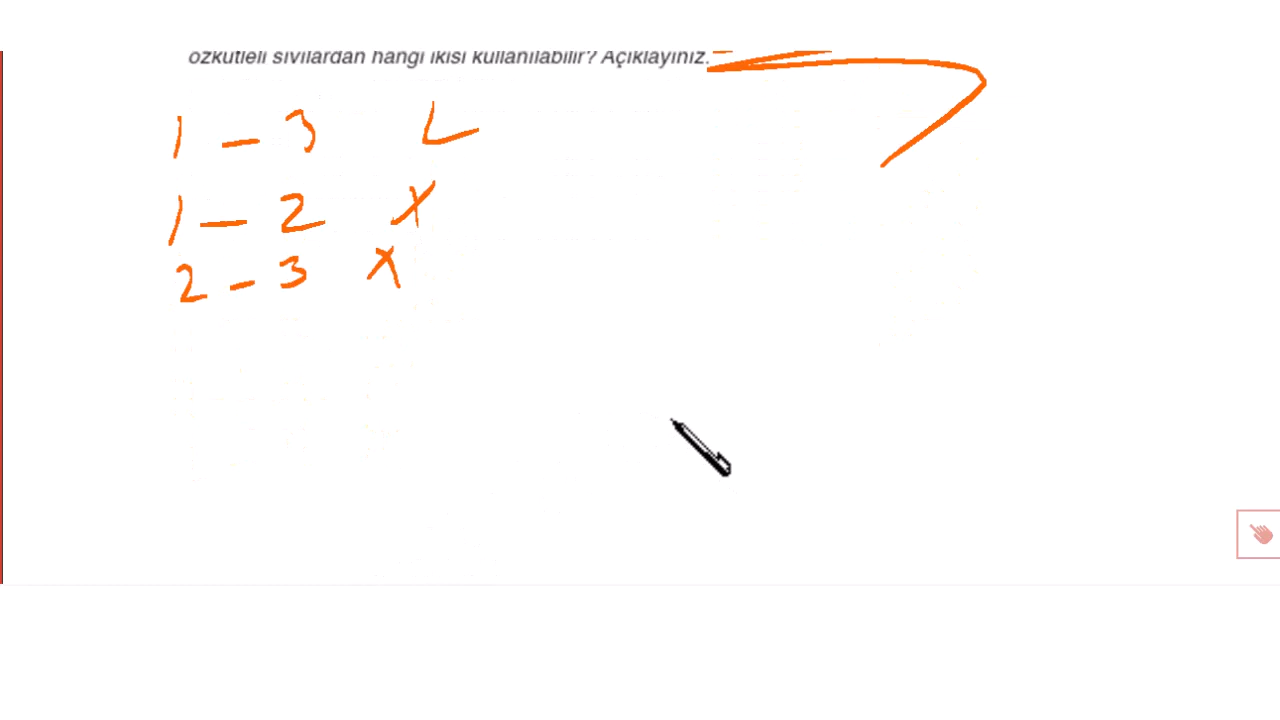 özkütleli sıvılardan hangi ikisi kullanılabilir? Açıklayınız.
1 - 3 ✓
1 - 2 X
2 - 3 X